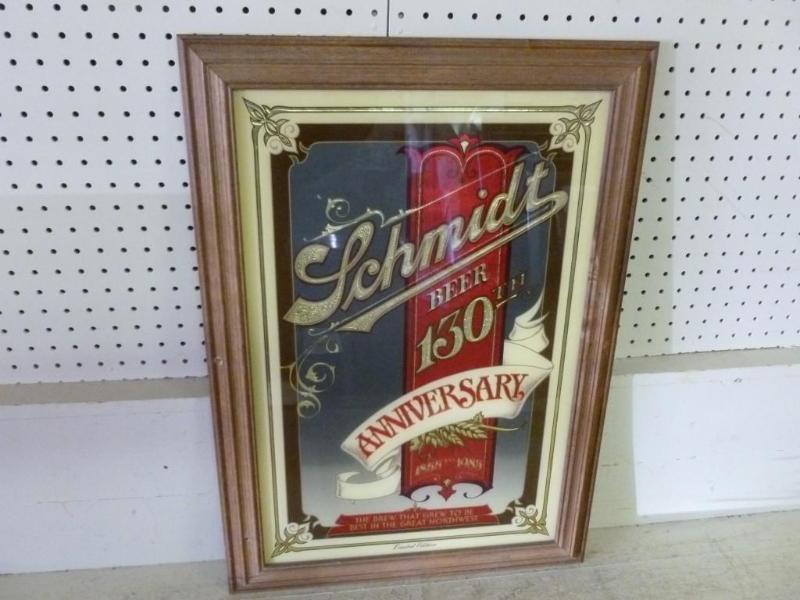 Schmidt
BEER
130TH
ANNIVERSARY
1855 1985
THE BREW THAT GREW TO BE
BEST IN THE GREAT NORTHWEST
Limited Edition